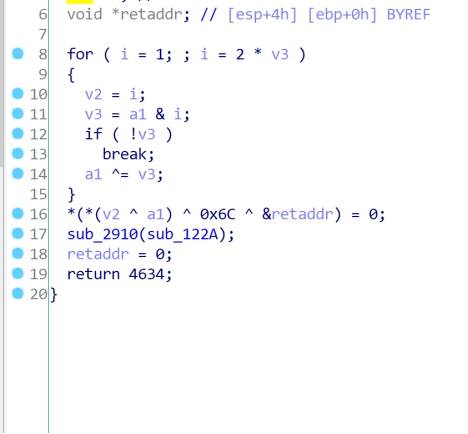 6 void *retaddr; // [esp+4h] [ebp+0h] BYREF
7
8 for ( i = 1; ; i = 2 * v3 )
9 {
10 v2 = i;
11 v3 = a1 & i;
12 if ( !v3 )
13 break;
14 a1 ^= v3;
15 }
16 *(*(v2 ^ a1) ^ 0x6C ^ &retaddr) = 0;
17 sub_2910(sub_122A);
18 retaddr = 0;
19 return 4634;
20 }